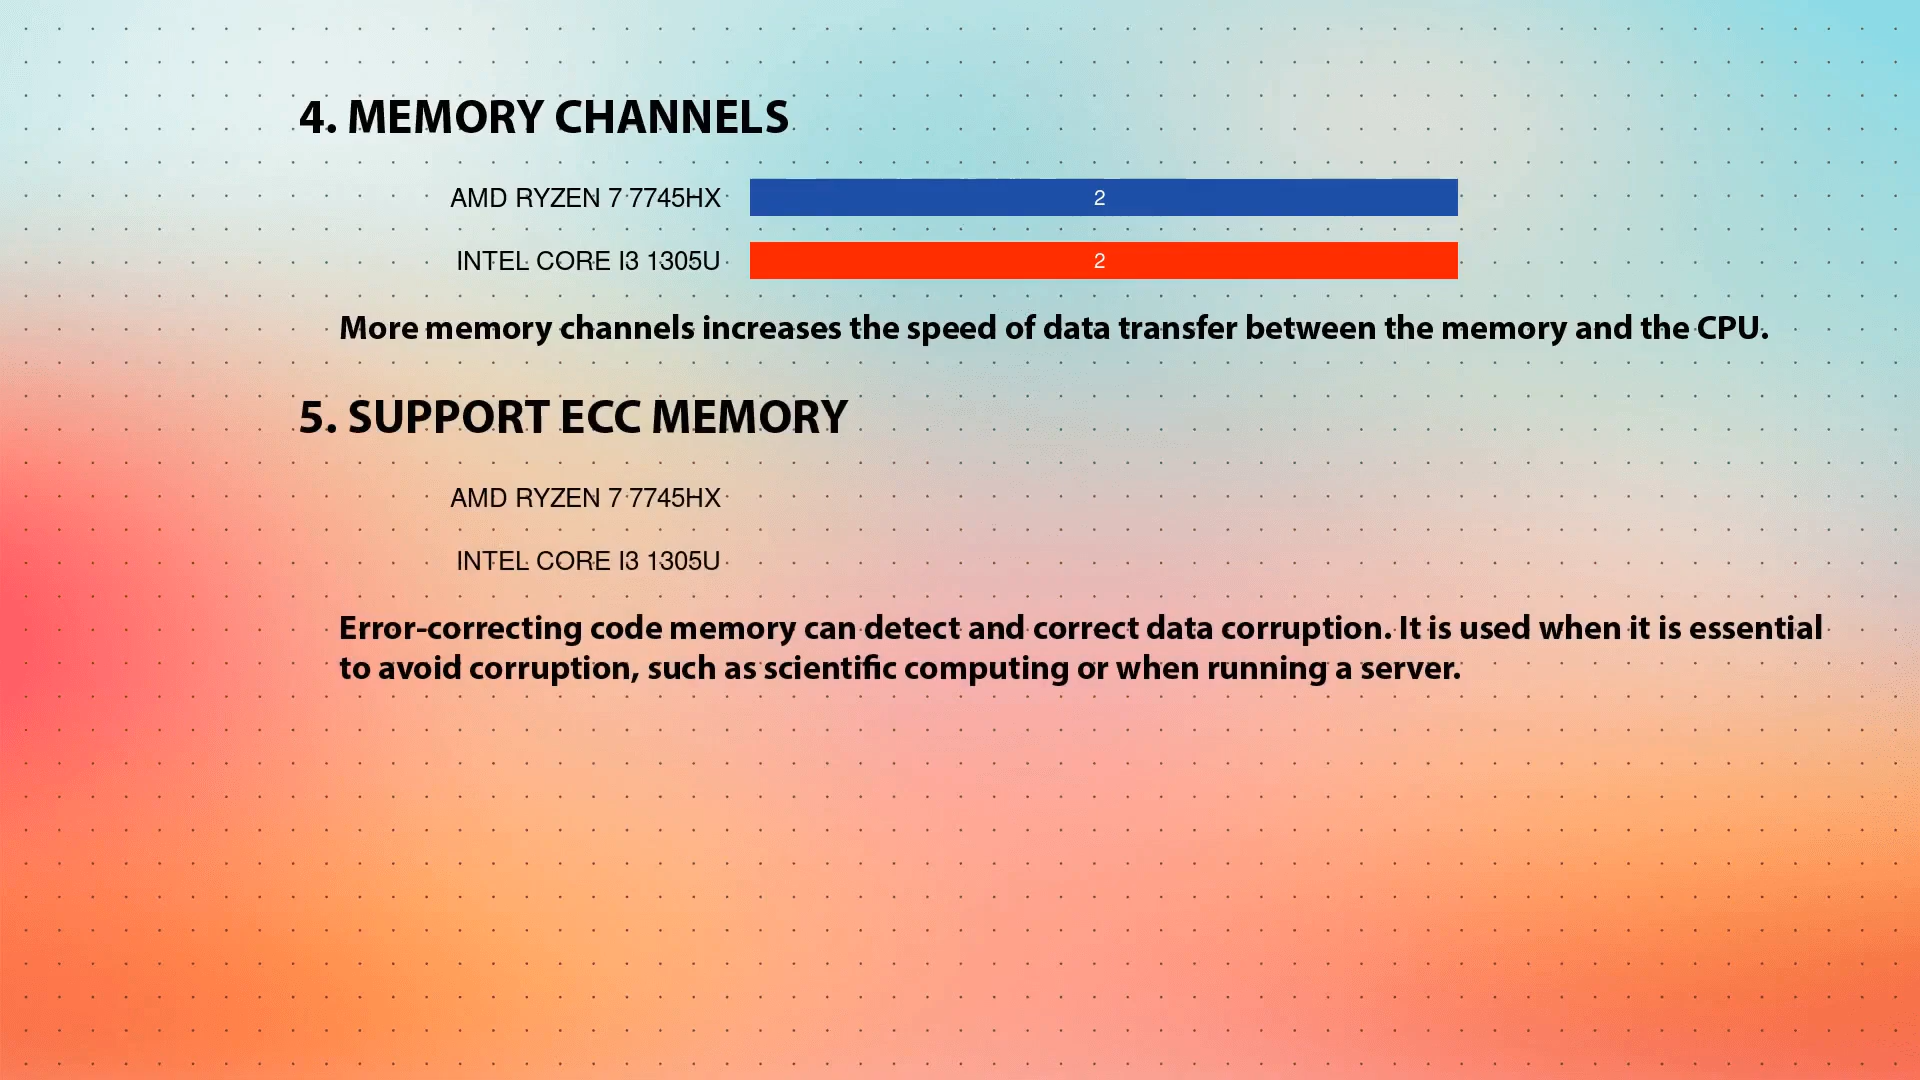 4. MEMORY CHANNELS
AMD RYZEN 7 7745HX 2
INTEL CORE I3 1305U 2
More memory channels increases the speed of data transfer between the memory and the CPU.
5. SUPPORT ECC MEMORY
AMD RYZEN 7 7745HX
INTEL CORE I3 1305U
Error-correcting code memory can detect and correct data corruption. It is used when it is essential
to avoid corruption, such as scientific computing or when running a server.